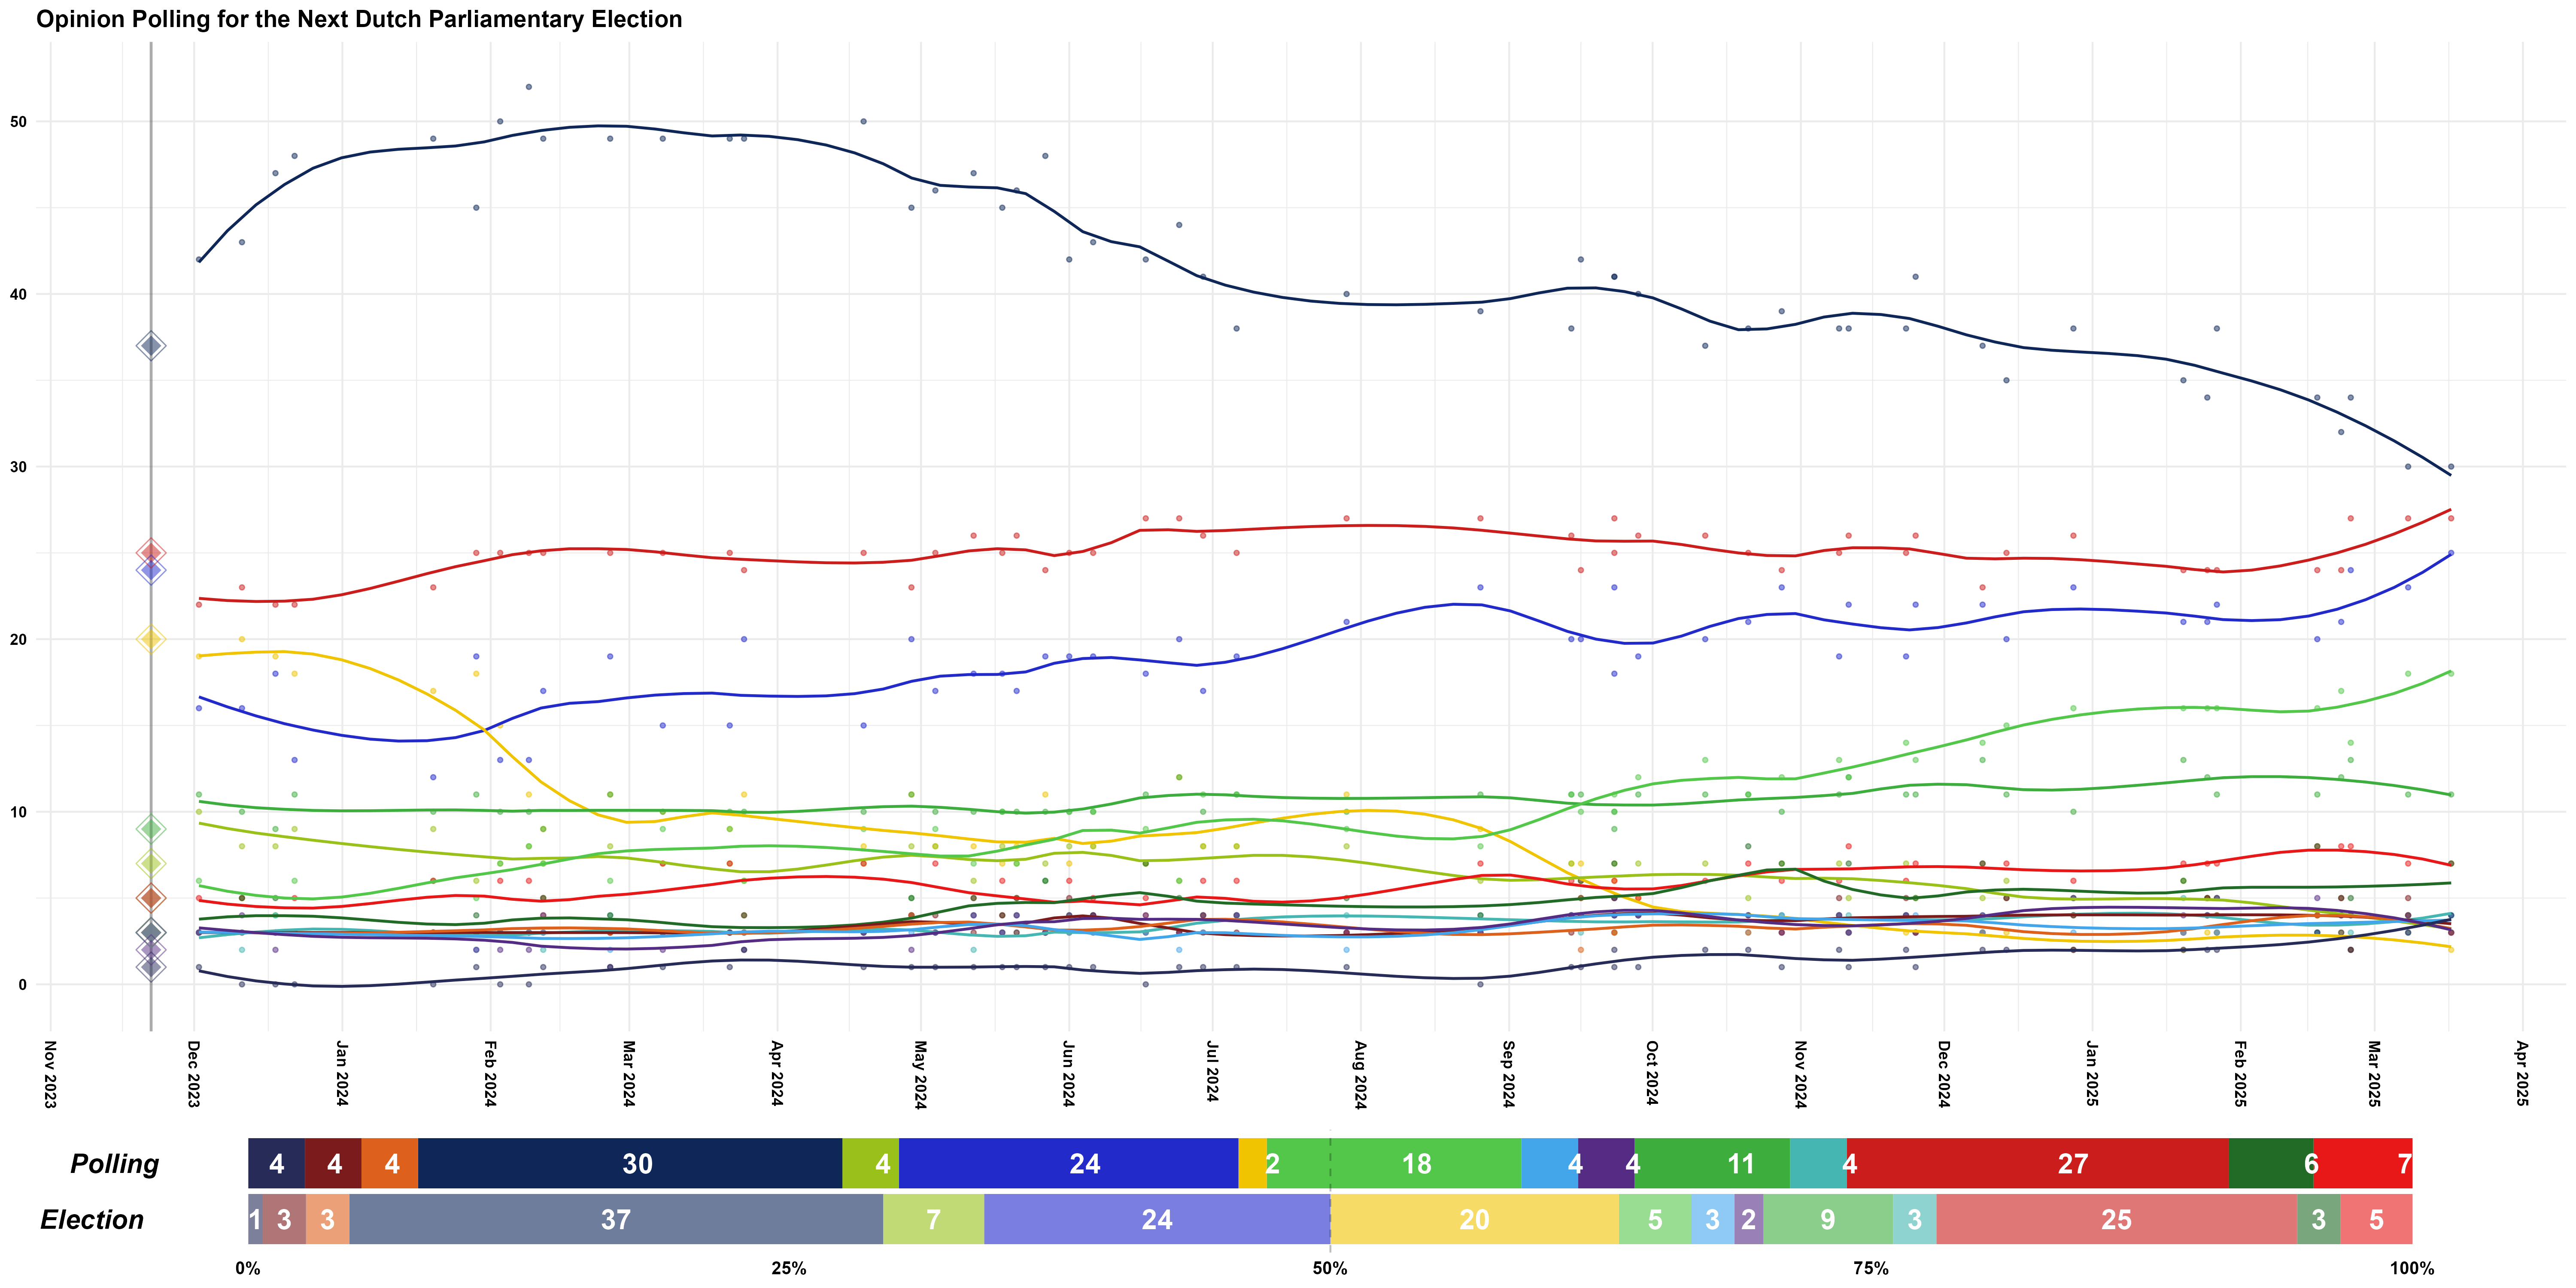 Opinion Polling for the Next Dutch Parliamentary Election
50
40
30
20
10
0
Nov 2023 Dec 2023 Jan 2024 Feb 2024 Mar 2024 Apr 2024 May 2024 Jun 2024 Jul 2024 Aug 2024 Sep 2024 Oct 2024 Nov 2024 Dec 2024 Jan 2025 Feb 2025 Mar 2025 Apr 2025
Polling 4 4 4 30 4 24 2 18 4 4 11 4 27 6 7
Election 1 3 3 37 7 24 20 5 3 2 9 3 25 3 5
0% 25% 50% 75% 100%